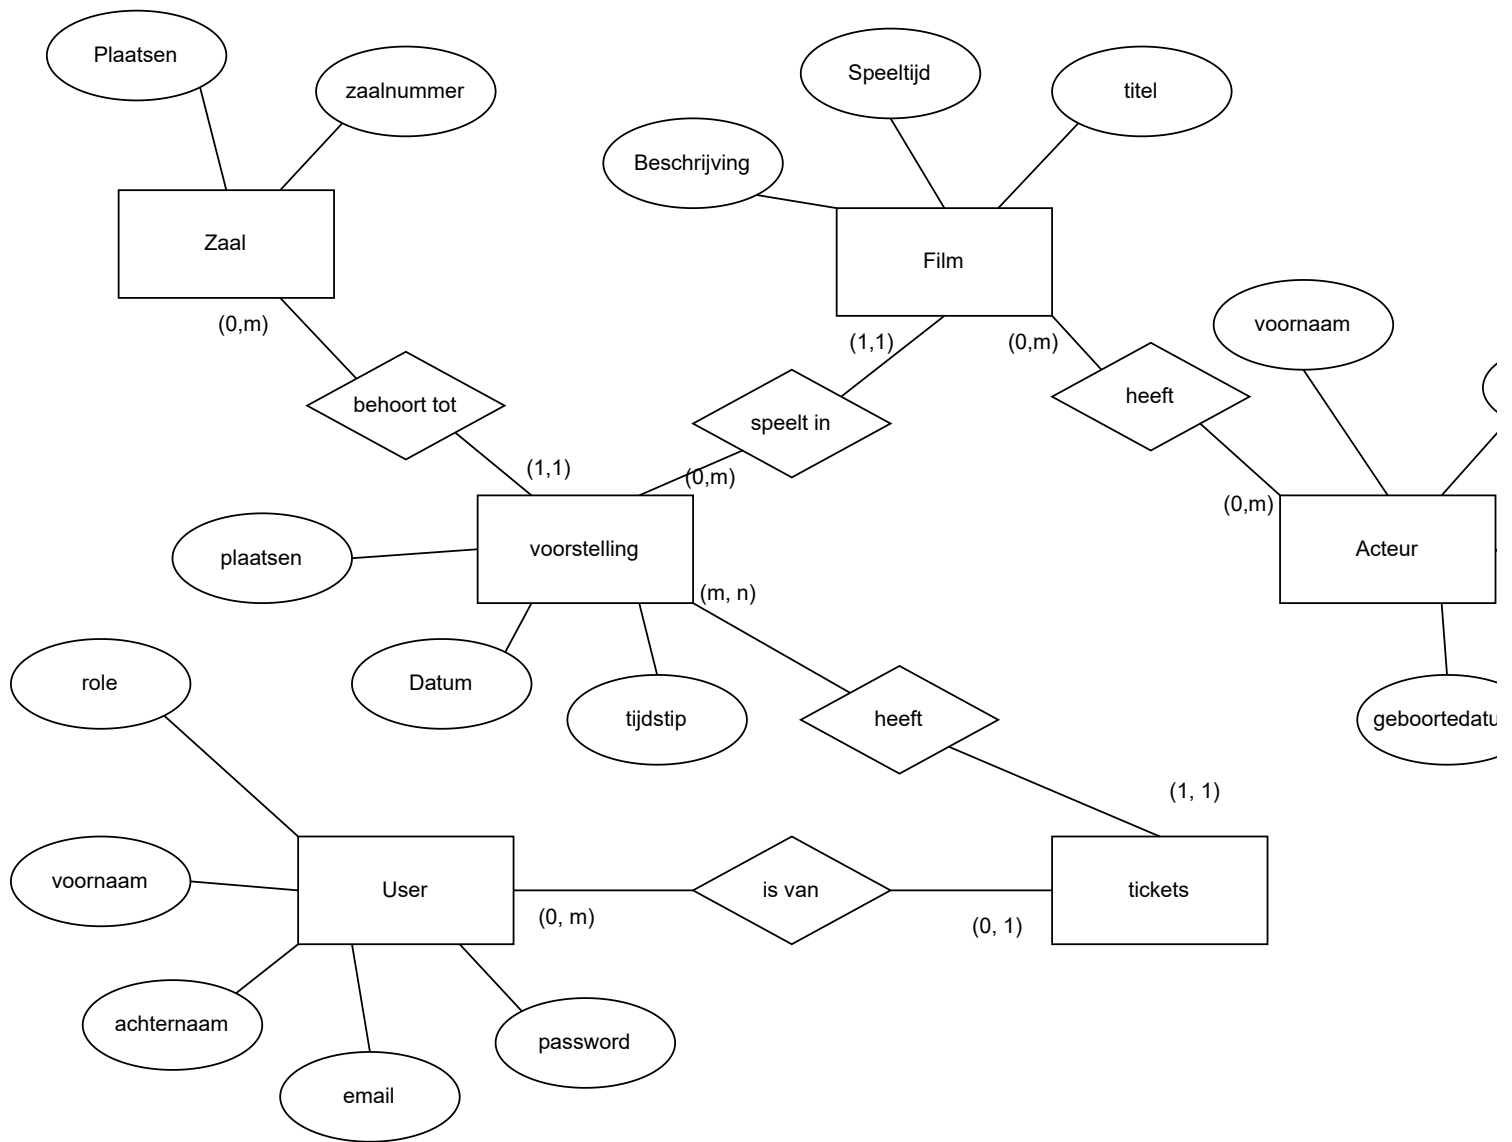 Plaatsen
zaalnummer
Speeltijd
titel
Beschrijving
Zaal
Film
(0,m)
(1,1)
(0,m)
voornaam
behoort tot
speelt in
heeft
(1,1)
(0,m)
(0,m)
plaatsen
voorstelling
Acteur
(m, n)
role
Datum
tijdstip
heeft
geboortedatu
(1, 1)
voornaam
User
is van
tickets
(0, m)
(0, 1)
achternaam
password
email